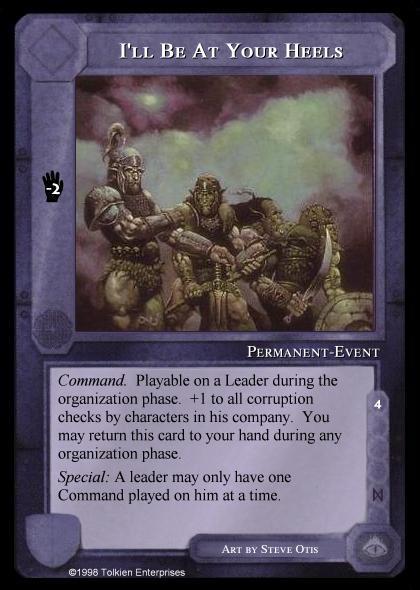 I'll Be At Your Heels
-2
Permanent-Event
Command. Playable on a Leader during the
organization phase. +1 to all corruption
checks by characters in his company. You
may return this card to your hand during any
organization phase.
4
Special: A leader may only have one
Command played on him at a time.
Art by Steve Otis
©1998 Tolkien Enterprises